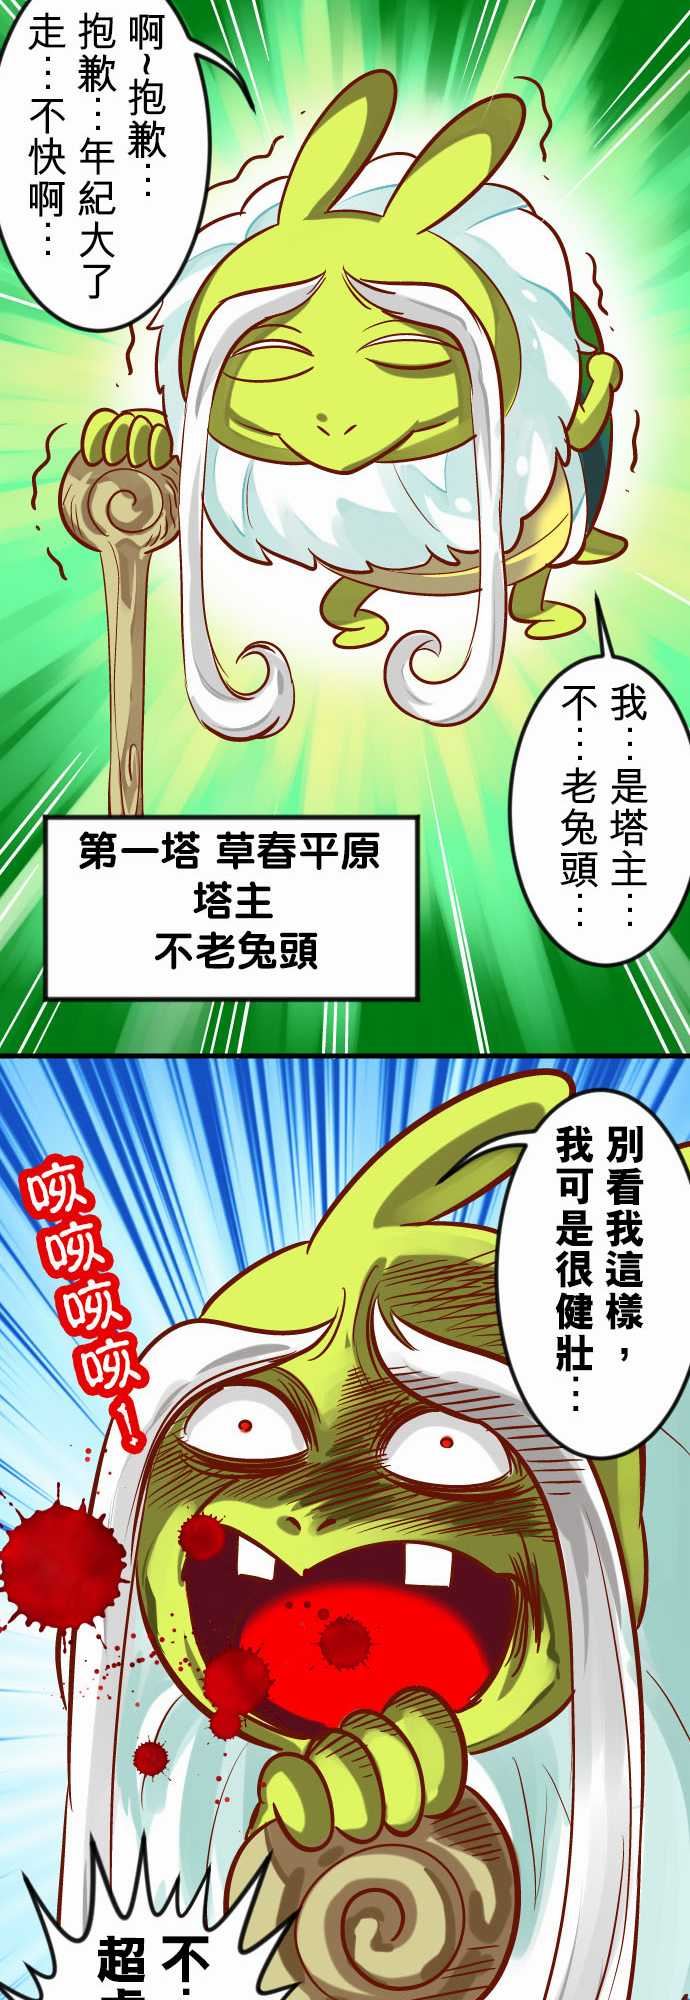 啊~抱歉…
抱歉…年紀大了
走…不快啊…
我…是塔主…
不…老兔頭…
第一塔 草春平原
塔主
不老兔頭
別看我這樣，
我可是很健壯…
咳咳咳咳！
不…
超